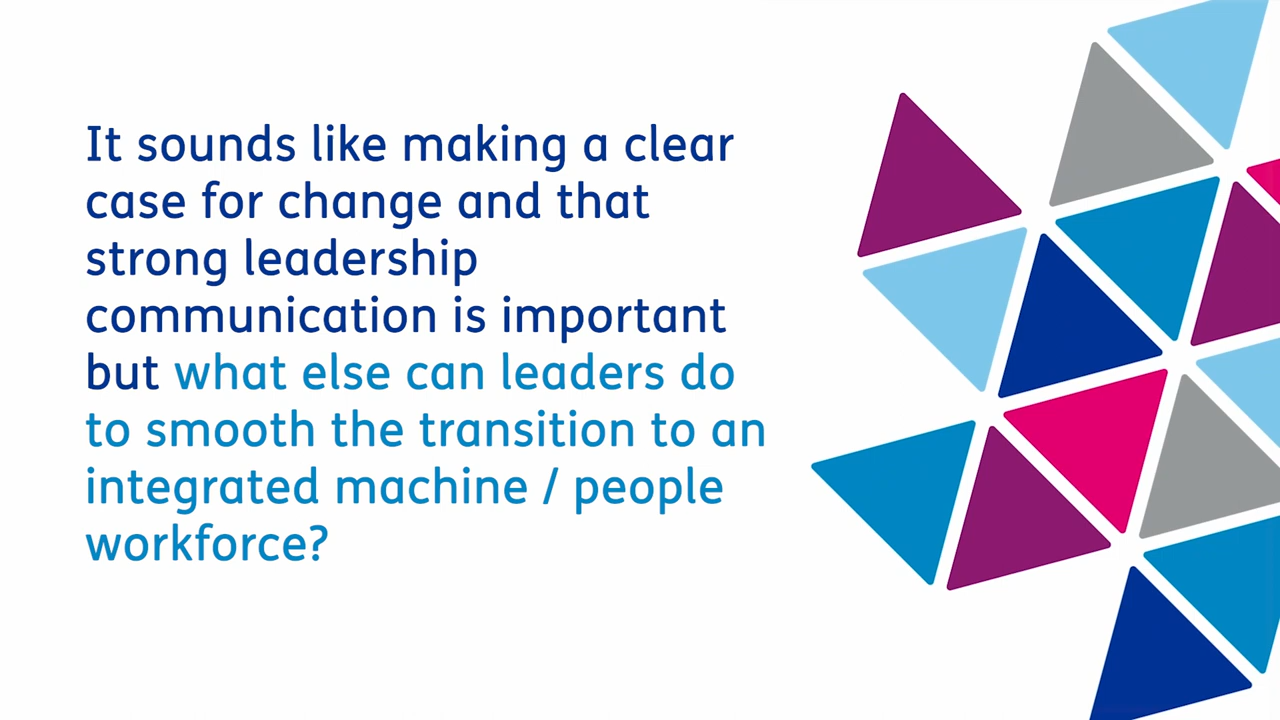 It sounds like making a clear
case for change and that
strong leadership
communication is important
but what else can leaders do
to smooth the transition to an
integrated machine / people
workforce?